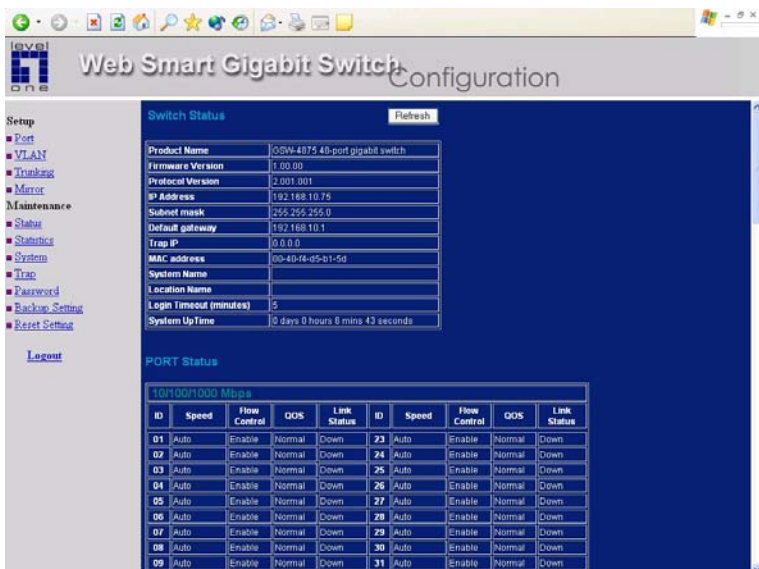 level
one
Web Smart Gigabit Switch Configuration
Setup
Port
VLAN
Trunking
Mirror
Maintenance
Status
Statistics
System
Trap
Password
Backup Setting
Reset Setting
Logout
Switch Status
Refresh
Product Name GSW-4875 48-port gigabit switch
Firmware Version 1.00.00
Protocol Version 2.001.001
IP Address 192.168.10.75
Subnet mask 255.255.255.0
Default gateway 192.168.10.1
Trap IP 0.0.0.0
MAC address 00-40-f4-d5-b1-5d
System Name
Location Name
Login Timeout (minutes) 5
System UpTime 0 days 0 hours 6 mins 43 seconds
PORT Status
10/100/1000 Mbps
ID Speed Flow Control QOS Link Status ID Speed Flow Control QOS Link Status
01 Auto Enable Normal Down 23 Auto Enable Normal Down
02 Auto Enable Normal Down 24 Auto Enable Normal Down
03 Auto Enable Normal Down 25 Auto Enable Normal Down
04 Auto Enable Normal Down 26 Auto Enable Normal Down
05 Auto Enable Normal Down 27 Auto Enable Normal Down
06 Auto Enable Normal Down 28 Auto Enable Normal Down
07 Auto Enable Normal Down 29 Auto Enable Normal Down
08 Auto Enable Normal Down 30 Auto Enable Normal Down
09 Auto Enable Normal Down 31 Auto Enable Normal Down